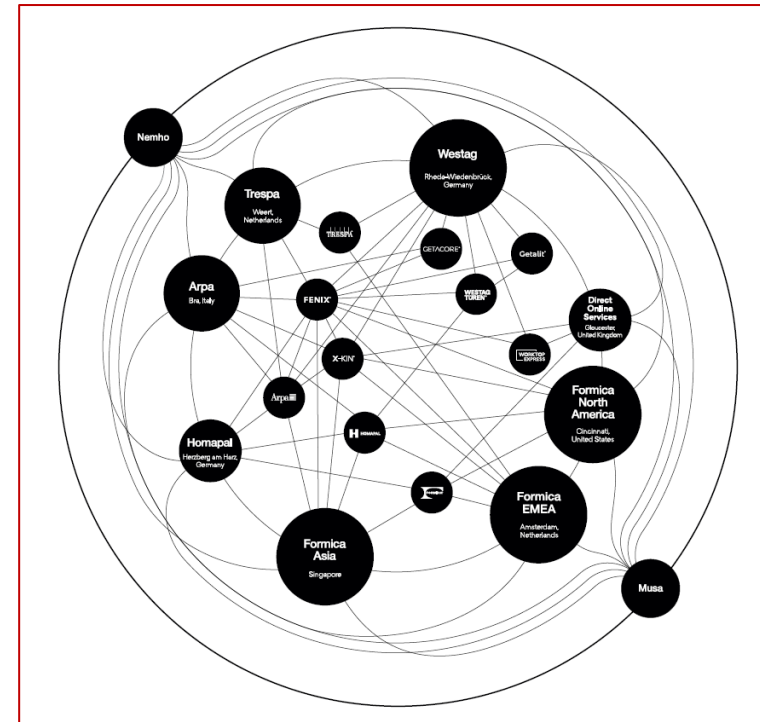 Nemho
Westag
Rheda-Wiedenbrück,
Germany
Trespa
Weert,
Netherlands
TRESPA
GETACORE®
Getalit®
Arpa
Bra, Italy
FENIX®
WESTAG
TÜREN®
Direct
Online
Services
Gloucester,
United Kingdom
WORKTOP
EXPRESS
X-KIN®
Formica
North
America
Cincinnati,
United States
Arpa
Homapal
Herzberg am Harz,
Germany
H HOMAPAL
Formica
EMEA
Amsterdam,
Netherlands
Formica
Asia
Singapore
Musa